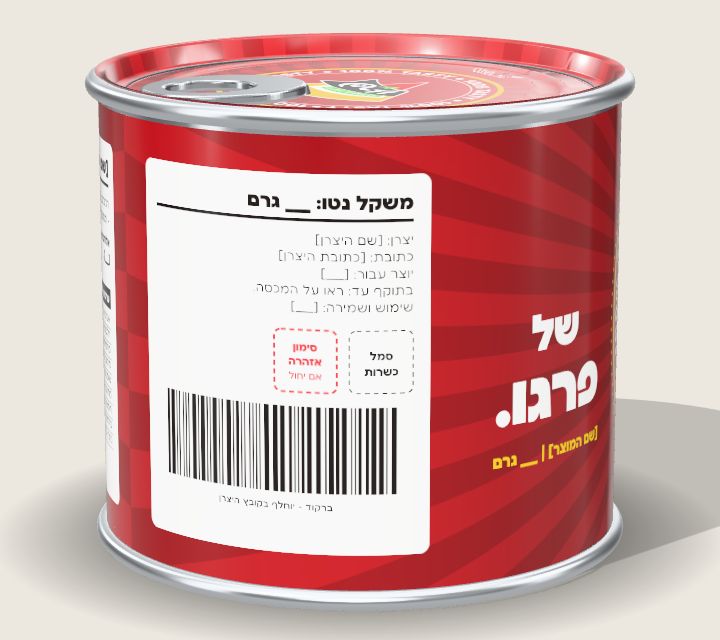 משקל נטו: __ גרם
יצרן: [שם היצרן]
כתובת: [כתובת היצרן]
יוצר עבור: [__]
בתוקף עד: ראו על המכסה.
שימוש ושמירה: [__]
סמל
כשרות
סימון
אזהרה
אם יחול
ברקוד - יוחלף בקובץ היצרן
של
פרגו.
[שם המוצר] | __ גרם